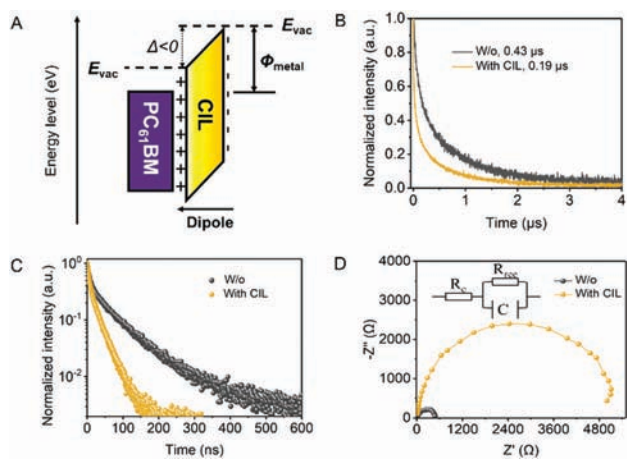 A
Energy level (eV)
E_vac
Δ<0
E_vac
Φ_metal
PC₆₁BM
CIL
+ + + + + + + +
- - - - - - - -
Dipole
B
Normalized intensity (a.u.)
1.0
0.8
0.6
0.4
0.2
0.0
W/o, 0.43 μs
With CIL, 0.19 μs
0 1 2 3 4
Time (μs)
C
Normalized intensity (a.u.)
10⁰
10⁻¹
10⁻²
W/o
With CIL
0 100 200 300 400 500 600
Time (ns)
D
-Z'' (Ω)
4000
3000
2000
1000
0
R_rec
R_s
C
W/o
With CIL
0 1200 2400 3600 4800
Z' (Ω)